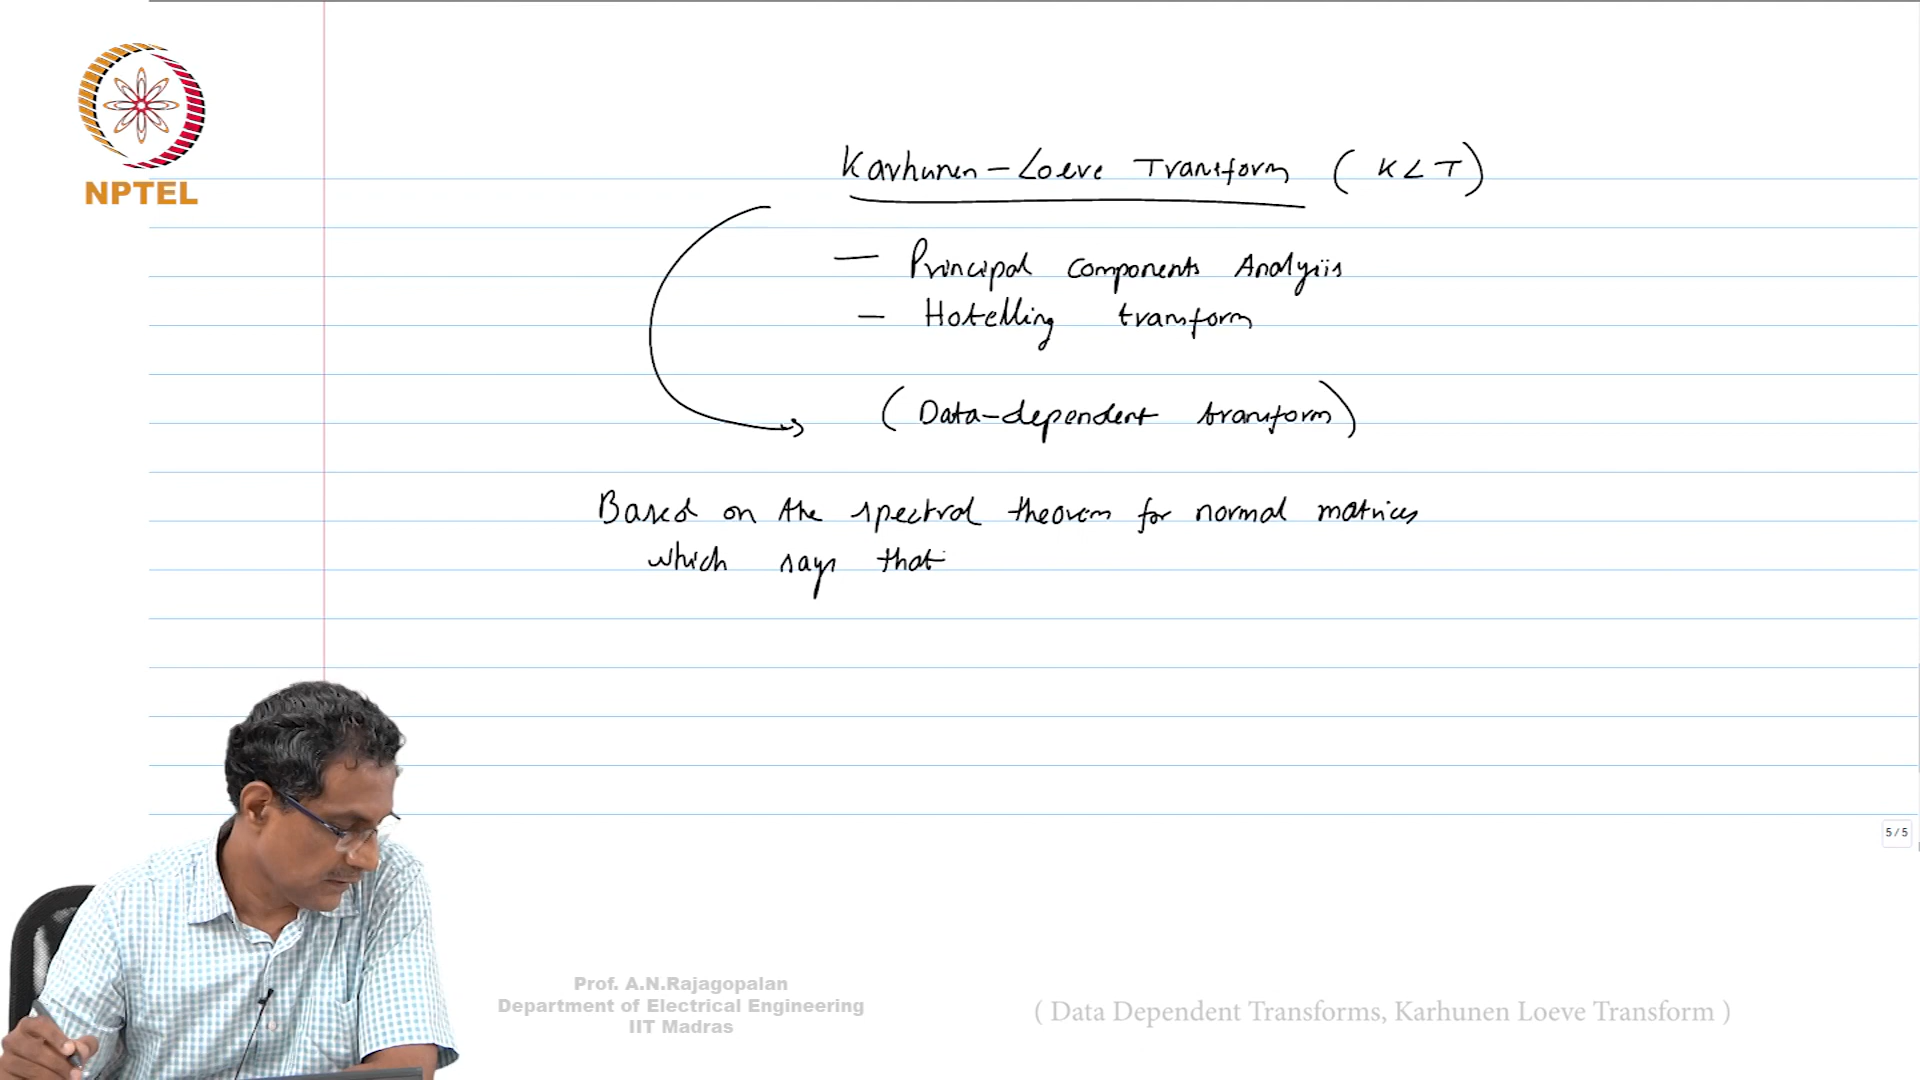 NPTEL
Karhunen-Loeve Transform (KLT)
- Principal Components Analysis
- Hotelling transform
(Data-dependent transform)
Based on the spectral theorem for normal matrices
which says that
5/5
Prof. A.N.Rajagopalan
Department of Electrical Engineering
IIT Madras
( Data Dependent Transforms, Karhunen Loeve Transform )